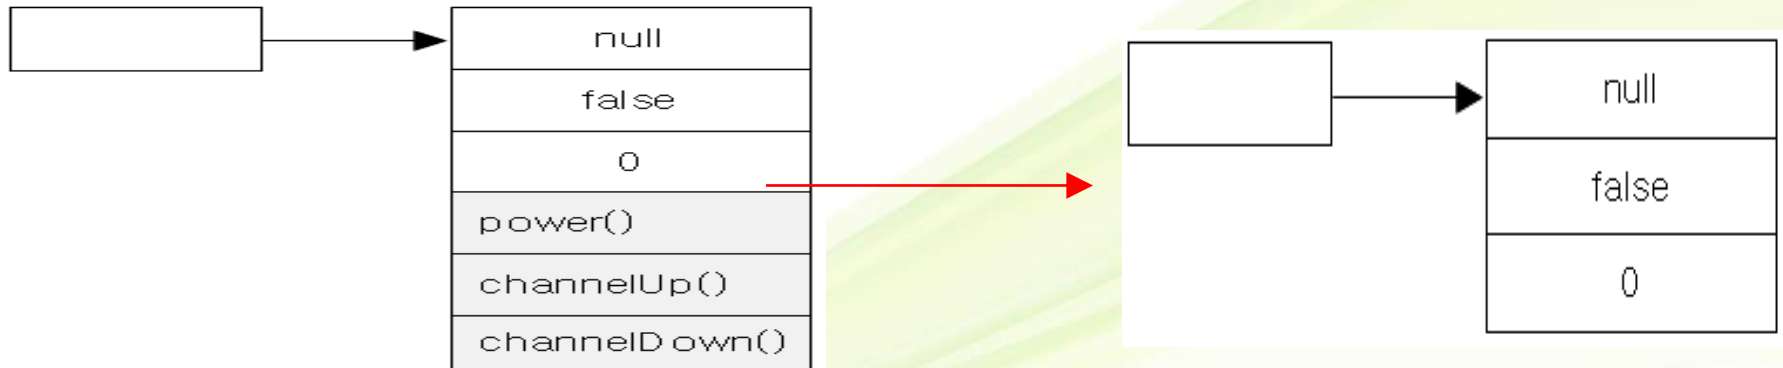 null
false
0
power()
channelUp()
channelDown()
null
false
0